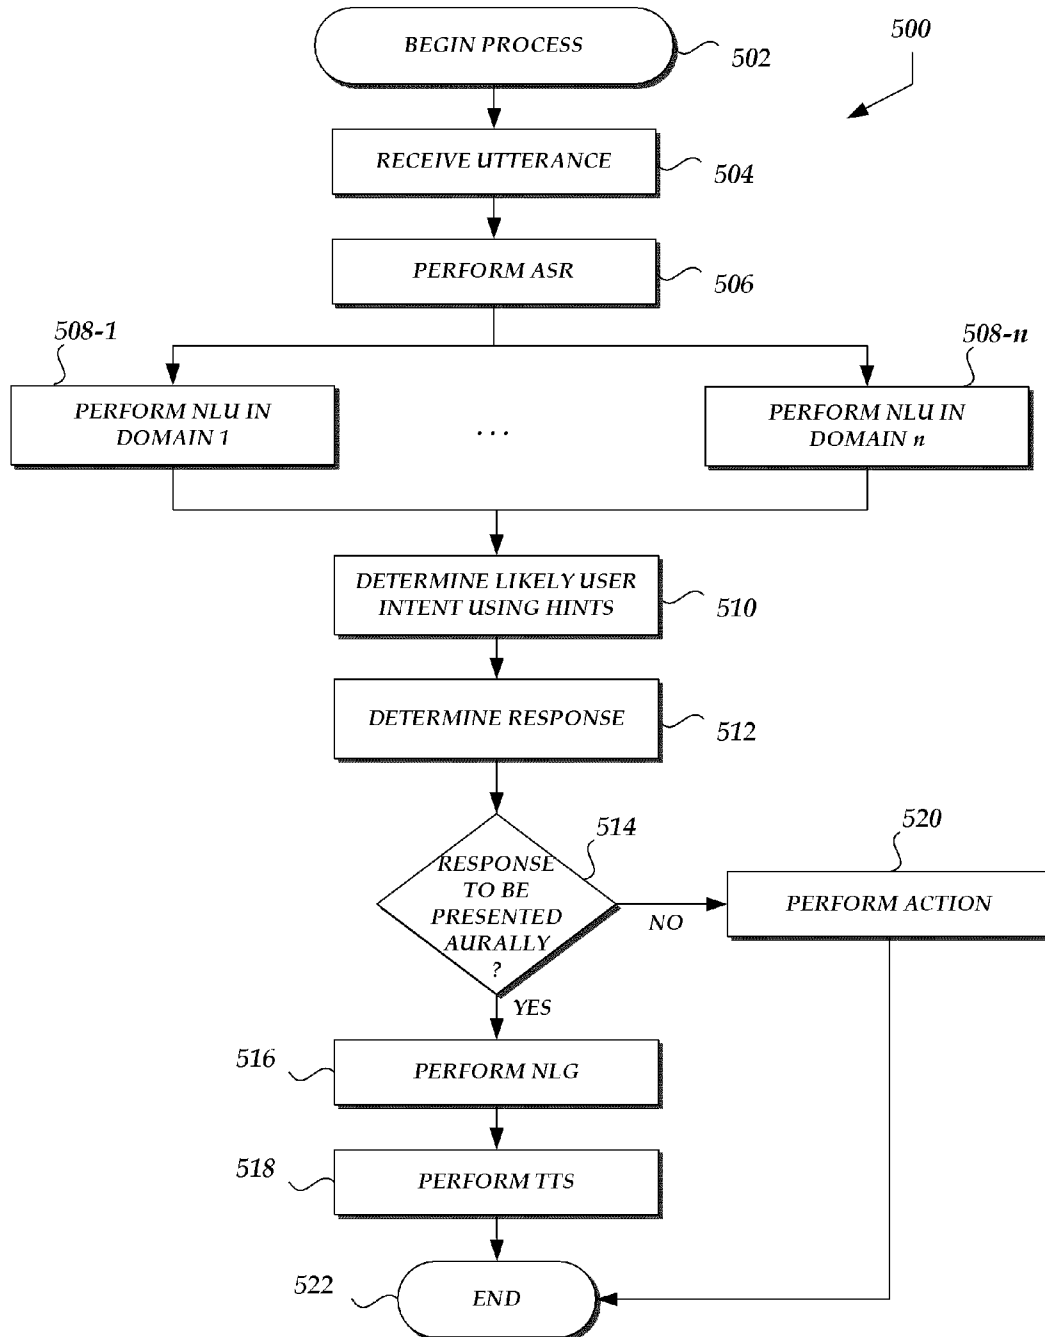 BEGIN PROCESS
502
500
RECEIVE UTTERANCE
504
PERFORM ASR
506
508-1
508-n
PERFORM NLU IN
DOMAIN 1
...
PERFORM NLU IN
DOMAIN n
DETERMINE LIKELY USER
INTENT USING HINTS
510
DETERMINE RESPONSE
512
514
RESPONSE
TO BE
PRESENTED
AURALLY
?
NO
520
PERFORM ACTION
YES
516
PERFORM NLG
518
PERFORM TTS
522
END